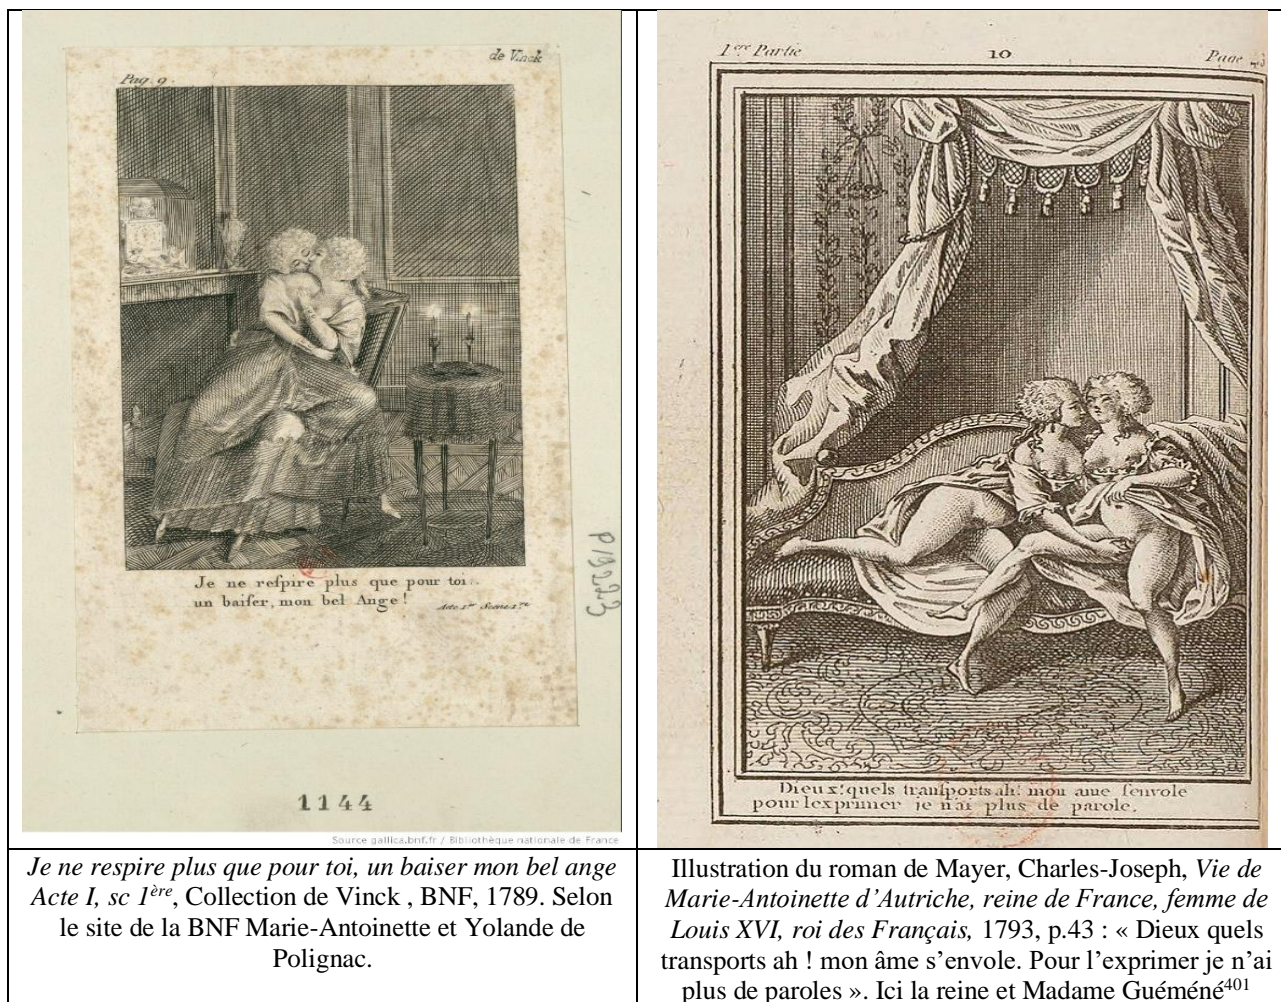 de Vinck
Pag. 9.
Je ne reſpire plus que pour toi..
un baiſer, mon bel Ange!
Acte 1er Scene 1re
P19223
1144
Source gallica.bnf.fr / Bibliothèque nationale de France
Je ne respire plus que pour toi, un baiser mon bel ange
Acte I, sc 1ère, Collection de Vinck , BNF, 1789. Selon
le site de la BNF Marie-Antoinette et Yolande de
Polignac.
1ere Partie 10 Page
Dieux! quels tranſports ah! mon ame ſenvole
pour lexprimer je n'ai plus de parole.
Illustration du roman de Mayer, Charles-Joseph, Vie de
Marie-Antoinette d'Autriche, reine de France, femme de
Louis XVI, roi des Français, 1793, p.43 : « Dieux quels
transports ah ! mon âme s'envole. Pour l'exprimer je n'ai
plus de paroles ». Ici la reine et Madame Guéméné401